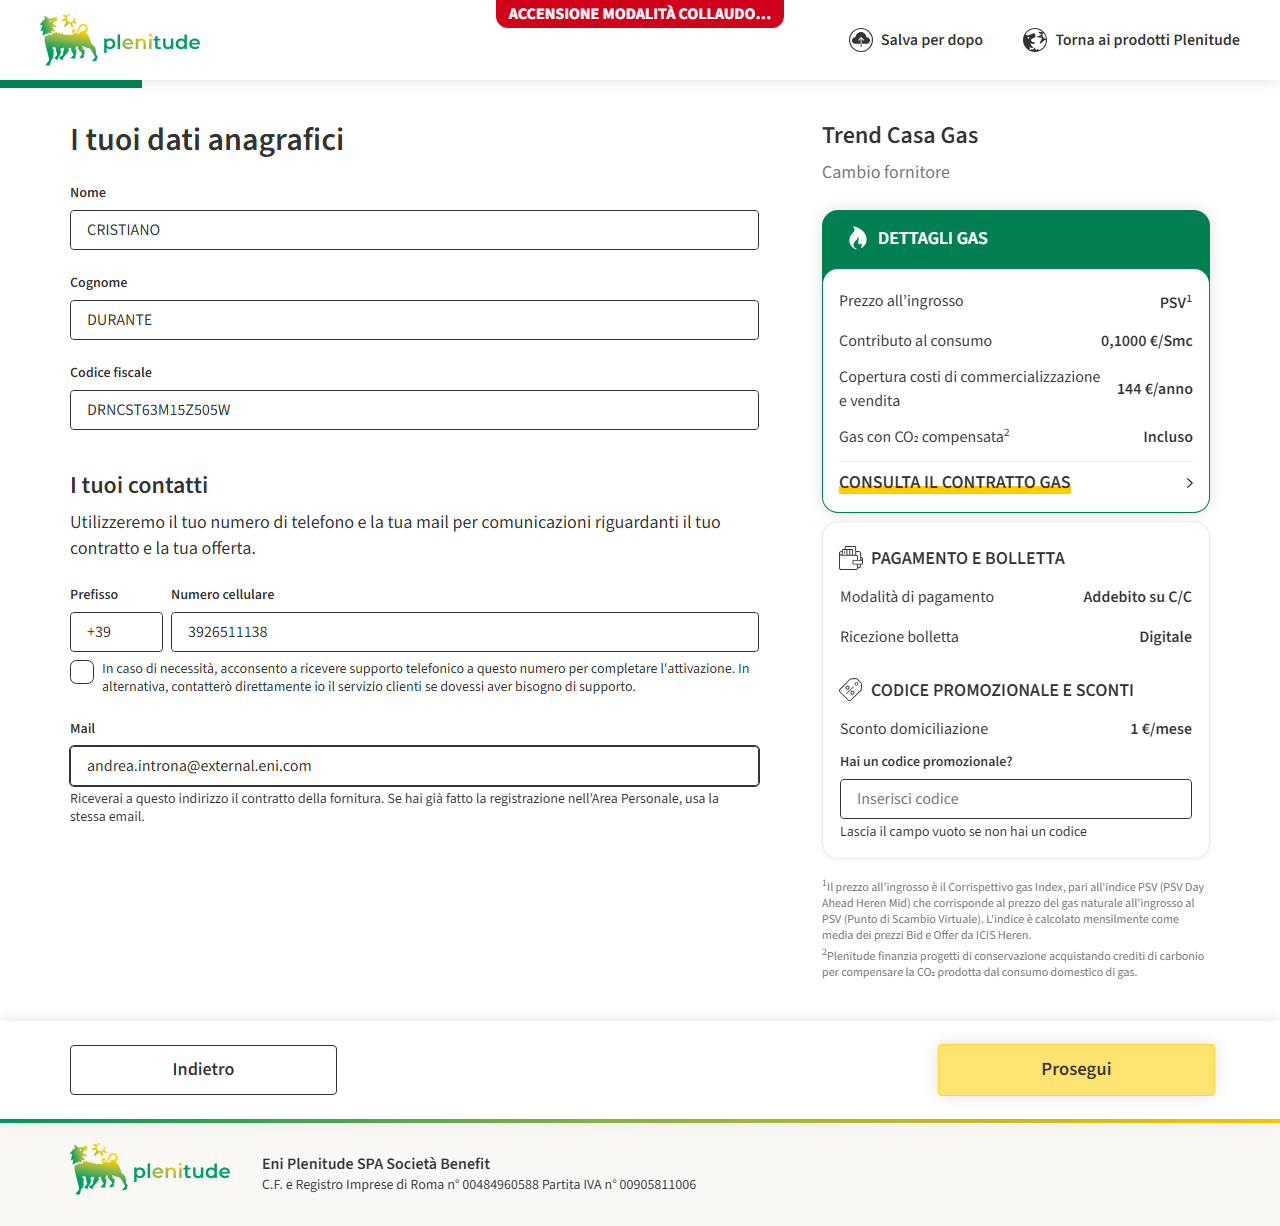 plenitude
ACCENSIONE MODALITÀ COLLAUDO...
Salva per dopo
Torna ai prodotti Plenitude
I tuoi dati anagrafici
Nome
CRISTIANO
Cognome
DURANTE
Codice fiscale
DRNCST63M15Z505W
I tuoi contatti
Utilizzeremo il tuo numero di telefono e la tua mail per comunicazioni riguardanti il tuo
contratto e la tua offerta.
Prefisso
Numero cellulare
+39
3926511138
In caso di necessità, acconsento a ricevere supporto telefonico a questo numero per completare l'attivazione. In
alternativa, contatterò direttamente io il servizio clienti se dovessi aver bisogno di supporto.
Mail
andrea.introna@external.eni.com
Riceverai a questo indirizzo il contratto della fornitura. Se hai già fatto la registrazione nell'Area Personale, usa la
stessa email.
Trend Casa Gas
Cambio fornitore
DETTAGLI GAS
Prezzo all'ingrosso PSV¹
Contributo al consumo 0,1000 €/Smc
Copertura costi di commercializzazione
e vendita 144 €/anno
Gas con CO₂ compensata² Incluso
CONSULTA IL CONTRATTO GAS
PAGAMENTO E BOLLETTA
Modalità di pagamento Addebito su C/C
Ricezione bolletta Digitale
CODICE PROMOZIONALE E SCONTI
Sconto domiciliazione 1 €/mese
Hai un codice promozionale?
Inserisci codice
Lascia il campo vuoto se non hai un codice
¹Il prezzo all'ingrosso è il Corrispettivo gas Index, pari all'indice PSV (PSV Day
Ahead Heren Mid) che corrisponde al prezzo del gas naturale all'ingrosso al
PSV (Punto di Scambio Virtuale). L'indice è calcolato mensilmente come
media dei prezzi Bid e Offer da ICIS Heren.
²Plenitude finanzia progetti di conservazione acquistando crediti di carbonio
per compensare la CO₂ prodotta dal consumo domestico di gas.
Indietro
Prosegui
plenitude
Eni Plenitude SPA Società Benefit
C.F. e Registro Imprese di Roma n° 00484960588 Partita IVA n° 00905811006